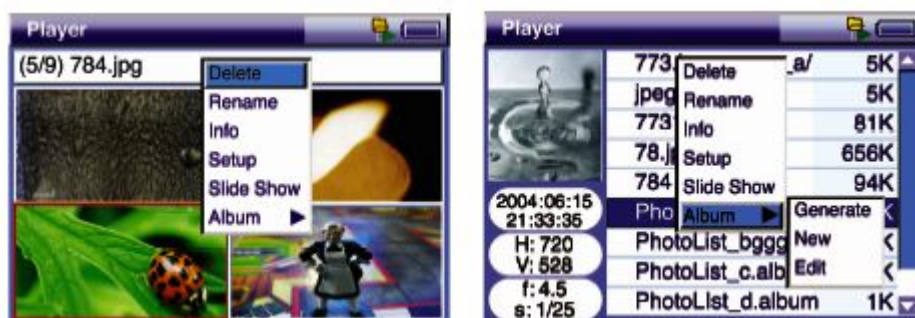 Player
(5/9) 784.jpg
Delete
Rename
Info
Setup
Slide Show
Album
Player
773 _a/ 5K
jpeg 5K
773 81K
78.j 656K
784 94K
Pho
PhotoList_bggg
PhotoList_c.alb
PhotoLIst_d.album 1K
Delete
Rename
Info
Setup
Slide Show
Album
Generate
New
Edit
2004:06:15
21:33:35
H: 720
V: 528
f: 4.5
s: 1/25